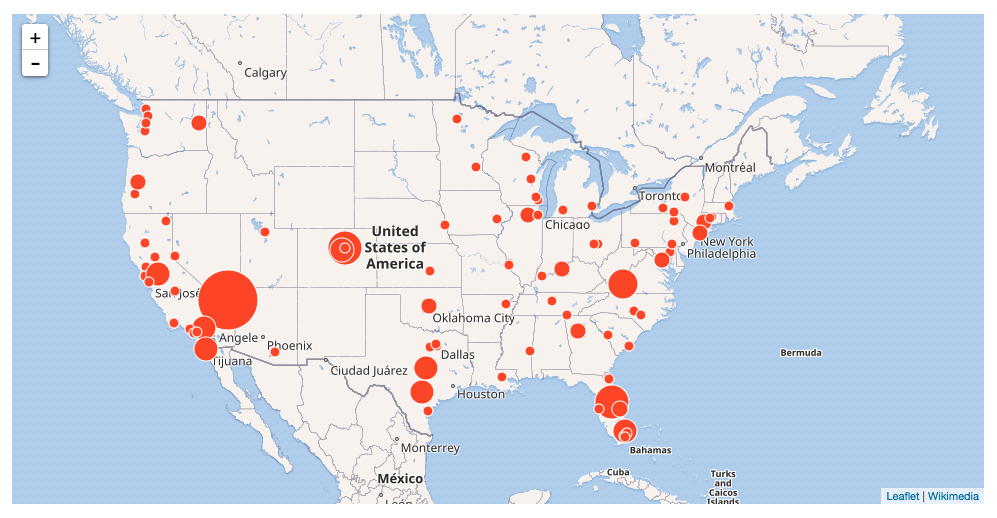 +
-
Calgary
Montréal
Toronto
Chicago
United
States of
America
New York
Philadelphia
San José
Oklahoma City
Angele
Phoenix
Bermuda
Tijuana
Dallas
Ciudad Juárez
Houston
Monterrey
Bahamas
México
Cuba
Turks
and
Caicos
Islands
León
Leaflet | Wikimedia